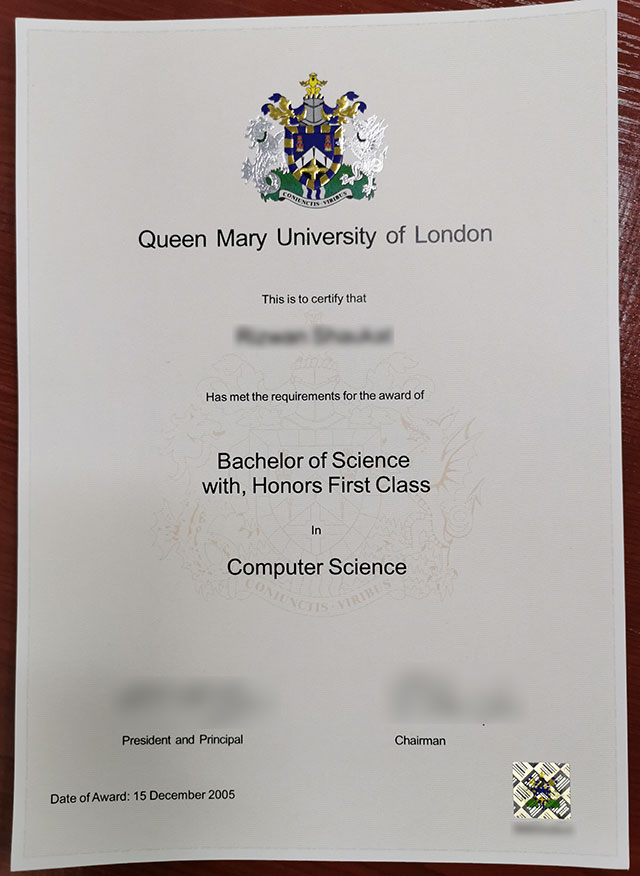 CONIUNCTIS VIRIBUS
Queen Mary University of London
This is to certify that
Has met the requirements for the award of
Bachelor of Science
with, Honors First Class
In
Computer Science
CONIUNCTIS VIRIBUS
President and Principal
Chairman
Date of Award: 15 December 2005